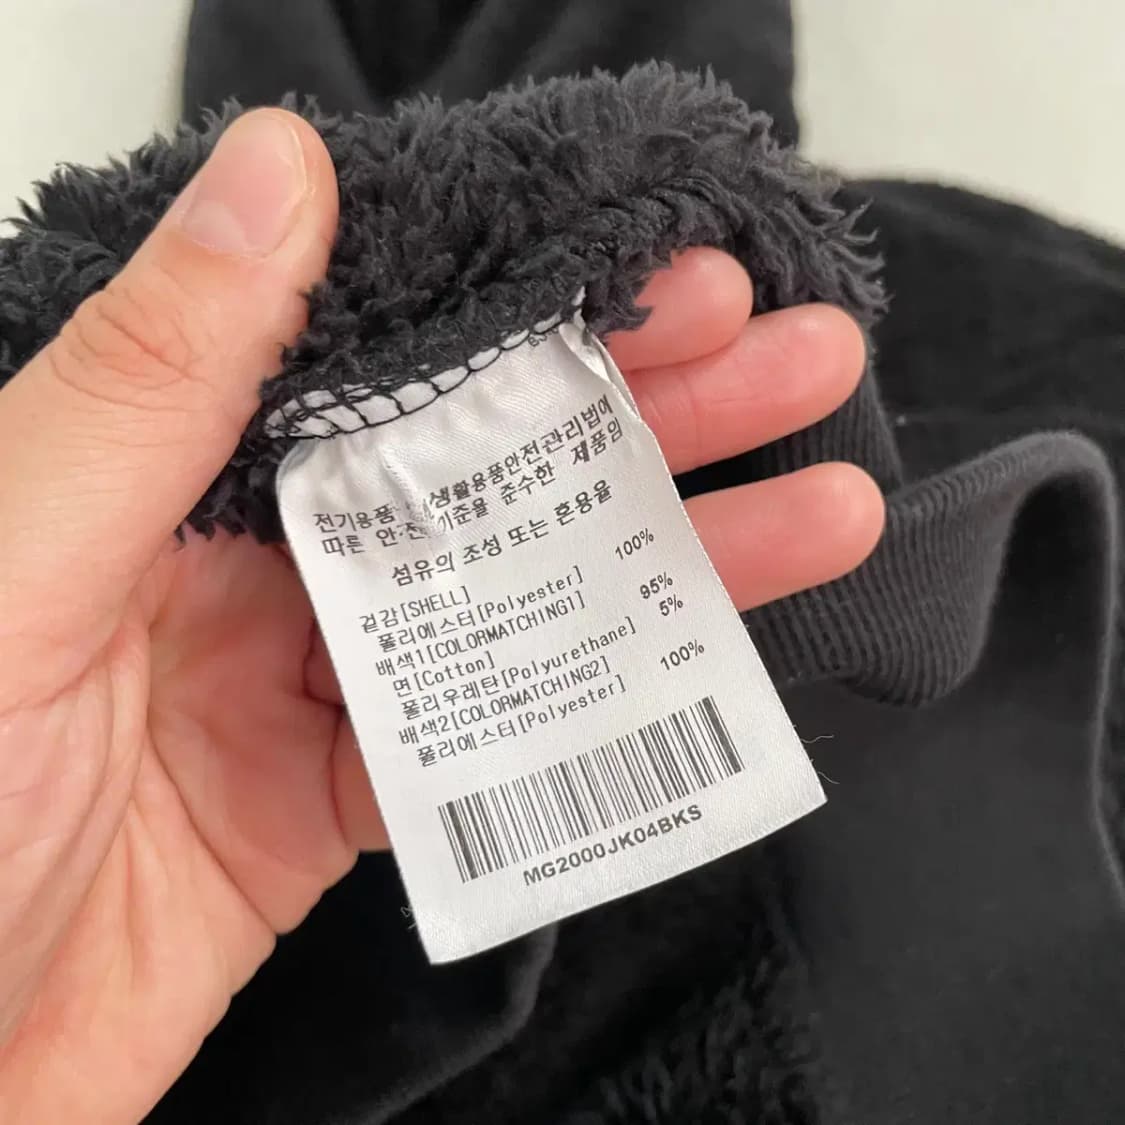 전기용품 생활용품안전관리법에
따른 안전기준을 준수한 제품임
섬유의 조성 또는 혼용율
겉감[SHELL]
폴리에스터[Polyester] 100%
배색1[COLORMATCHING1]
면[Cotton] 95%
폴리우레탄[Polyurethane] 5%
배색2[COLORMATCHING2]
폴리에스터[Polyester] 100%
MG2000JK04BKS